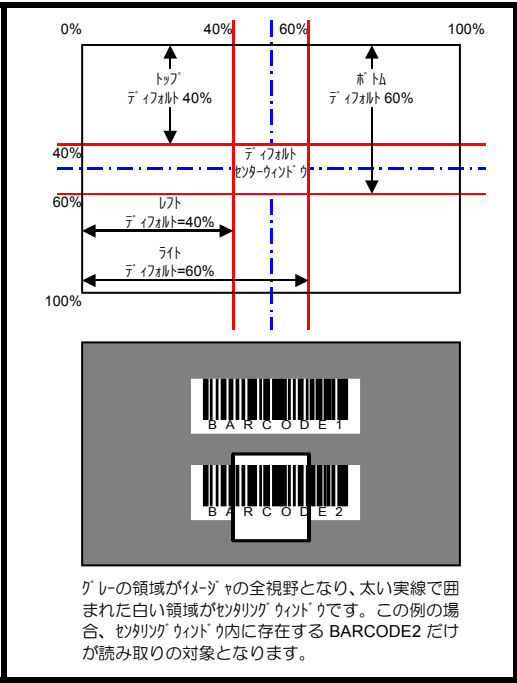 0% 40% 60% 100%
ﾄｯﾌﾟ
ﾃﾞｨﾌｫﾙﾄ 40%
ﾎﾞﾄﾑ
ﾃﾞｨﾌｫﾙﾄ 60%
40%
ﾃﾞｨﾌｫﾙﾄ
ｾﾝﾀｰｳｨﾝﾄﾞｳ
60%
ﾚﾌﾄ
ﾃﾞｨﾌｫﾙﾄ=40%
ﾗｲﾄ
ﾃﾞｨﾌｫﾙﾄ=60%
100%
BARCODE1
BARCODE2
ｸﾞﾚｰの領域がｲﾒｰｼﾞｬの全視野となり、太い実線で囲
まれた白い領域がｾﾝﾀﾘﾝｸﾞｳｨﾝﾄﾞｳです。この例の場
合、ｾﾝﾀﾘﾝｸﾞｳｨﾝﾄﾞｳ内に存在する BARCODE2 だけ
が読み取りの対象となります。